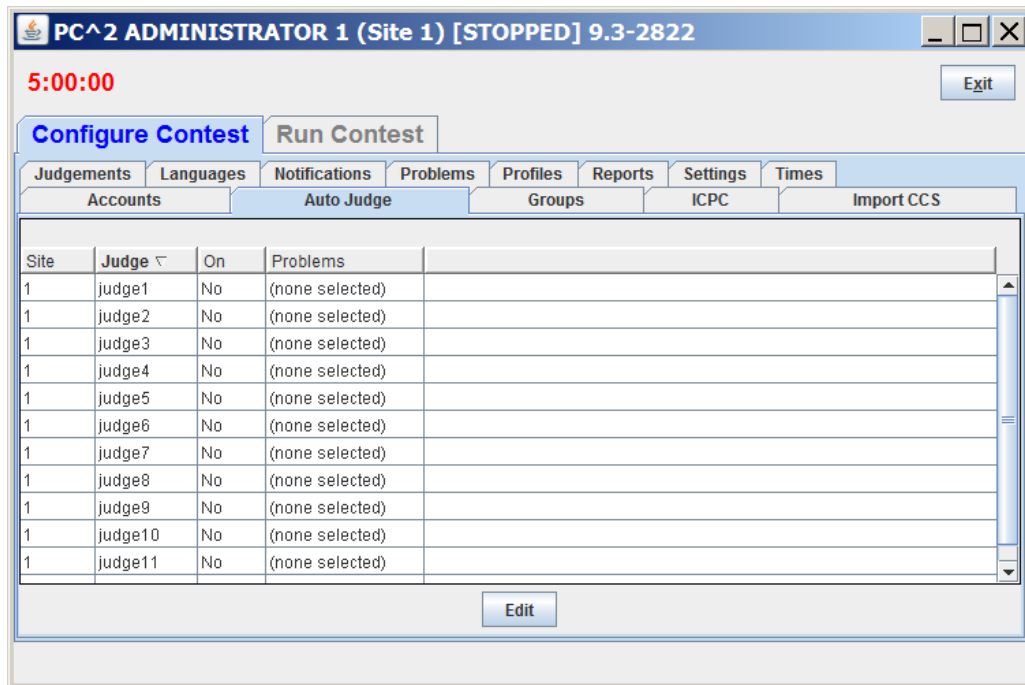 PC^2 ADMINISTRATOR 1 (Site 1) [STOPPED] 9.3-2822
5:00:00 Exit
Configure Contest Run Contest
Judgements Languages Notifications Problems Profiles Reports Settings Times
Accounts Auto Judge Groups ICPC Import CCS
Site Judge On Problems
1 judge1 No (none selected)
1 judge2 No (none selected)
1 judge3 No (none selected)
1 judge4 No (none selected)
1 judge5 No (none selected)
1 judge6 No (none selected)
1 judge7 No (none selected)
1 judge8 No (none selected)
1 judge9 No (none selected)
1 judge10 No (none selected)
1 judge11 No (none selected)
Edit